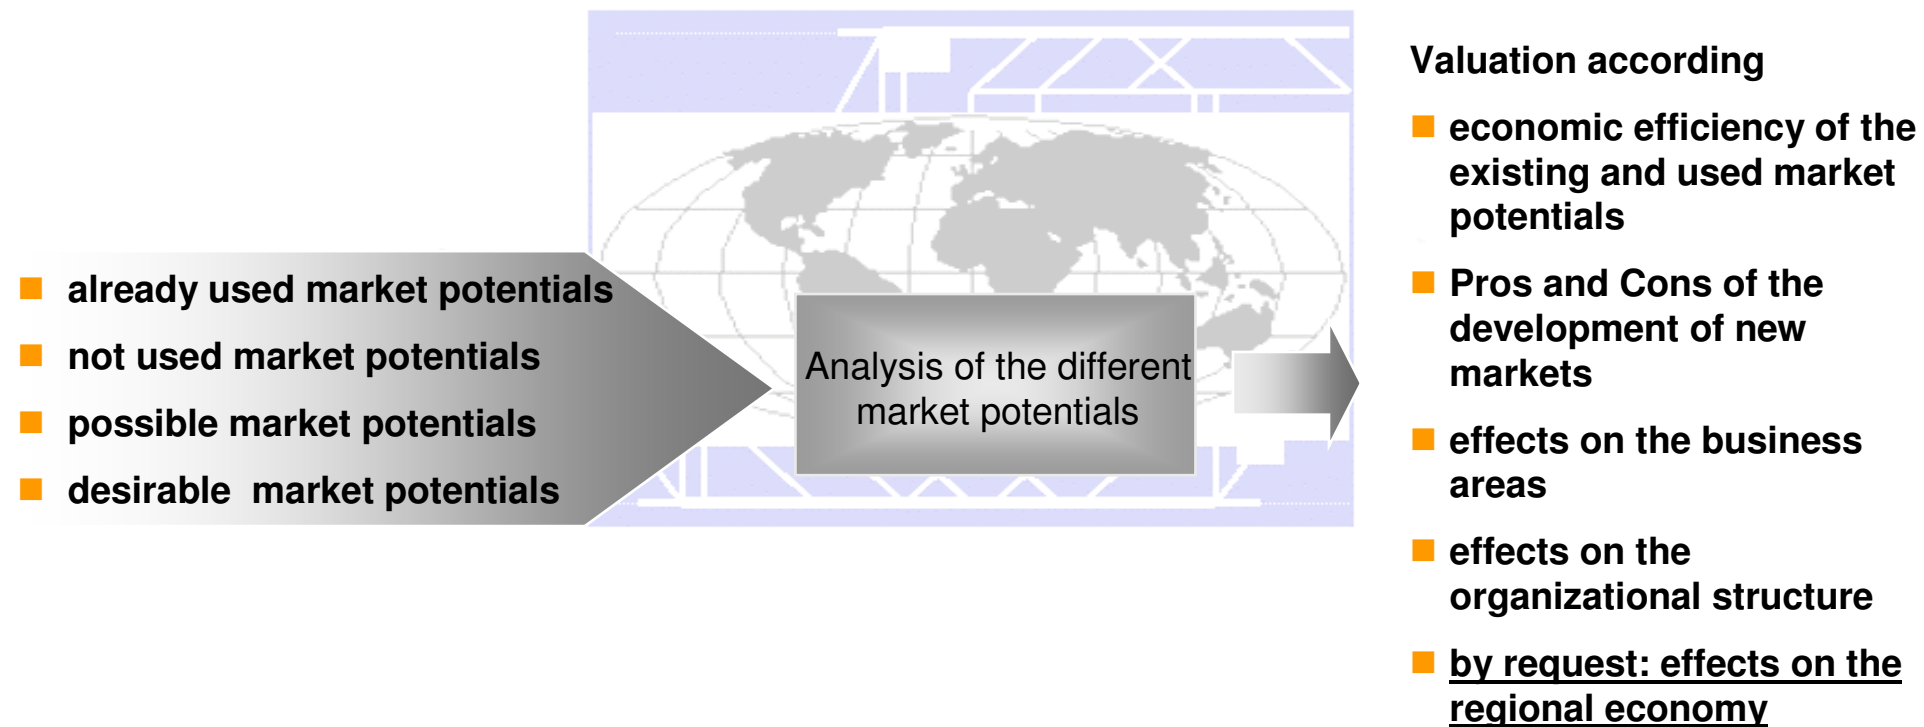 already used market potentials
not used market potentials
possible market potentials
desirable  market potentials
Analysis of the different
market potentials
Valuation according
economic efficiency of the
existing and used market
potentials
Pros and Cons of the
development of new
markets
effects on the business
areas
effects on the
organizational structure
by request: effects on the
regional economy